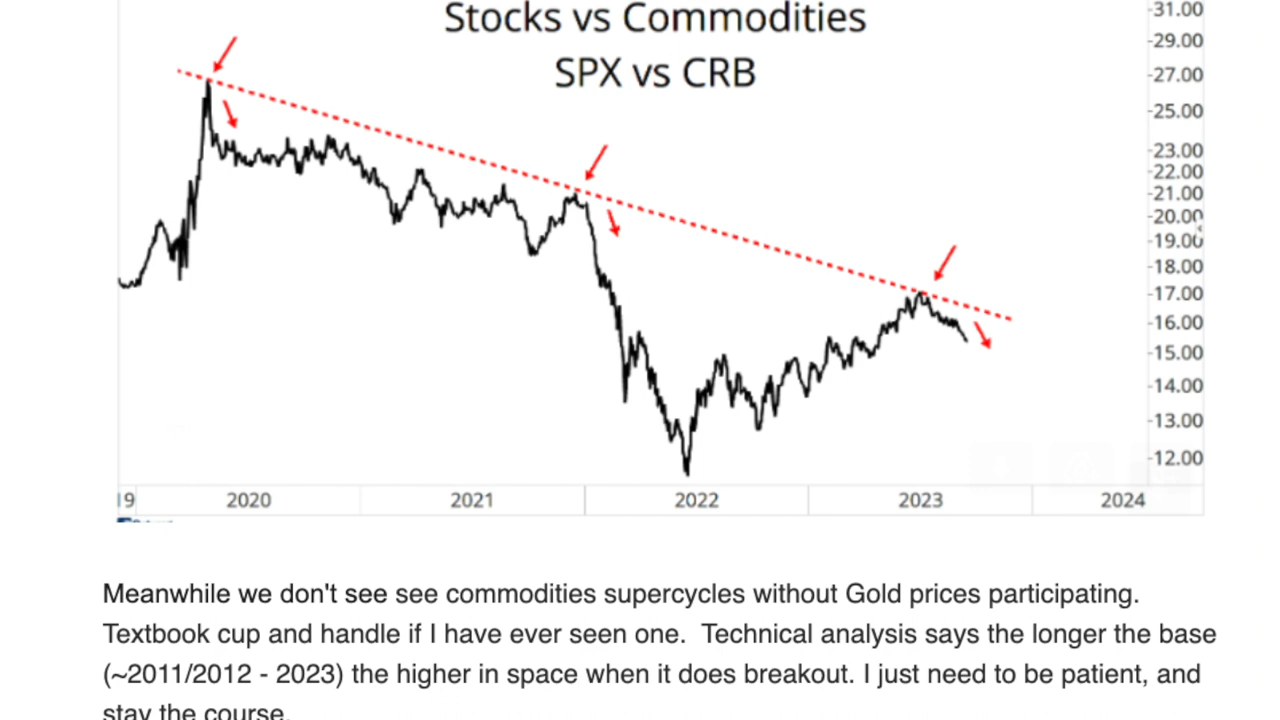 Stocks vs Commodities
SPX vs CRB
31.00
29.00
27.00
25.00
23.00
22.00
21.00
20.00
19.00
18.00
17.00
16.00
15.00
14.00
13.00
12.00
19 2020 2021 2022 2023 2024
Meanwhile we don't see see commodities supercycles without Gold prices participating.
Textbook cup and handle if I have ever seen one. Technical analysis says the longer the base
(~2011/2012 - 2023) the higher in space when it does breakout. I just need to be patient, and
stay the course.